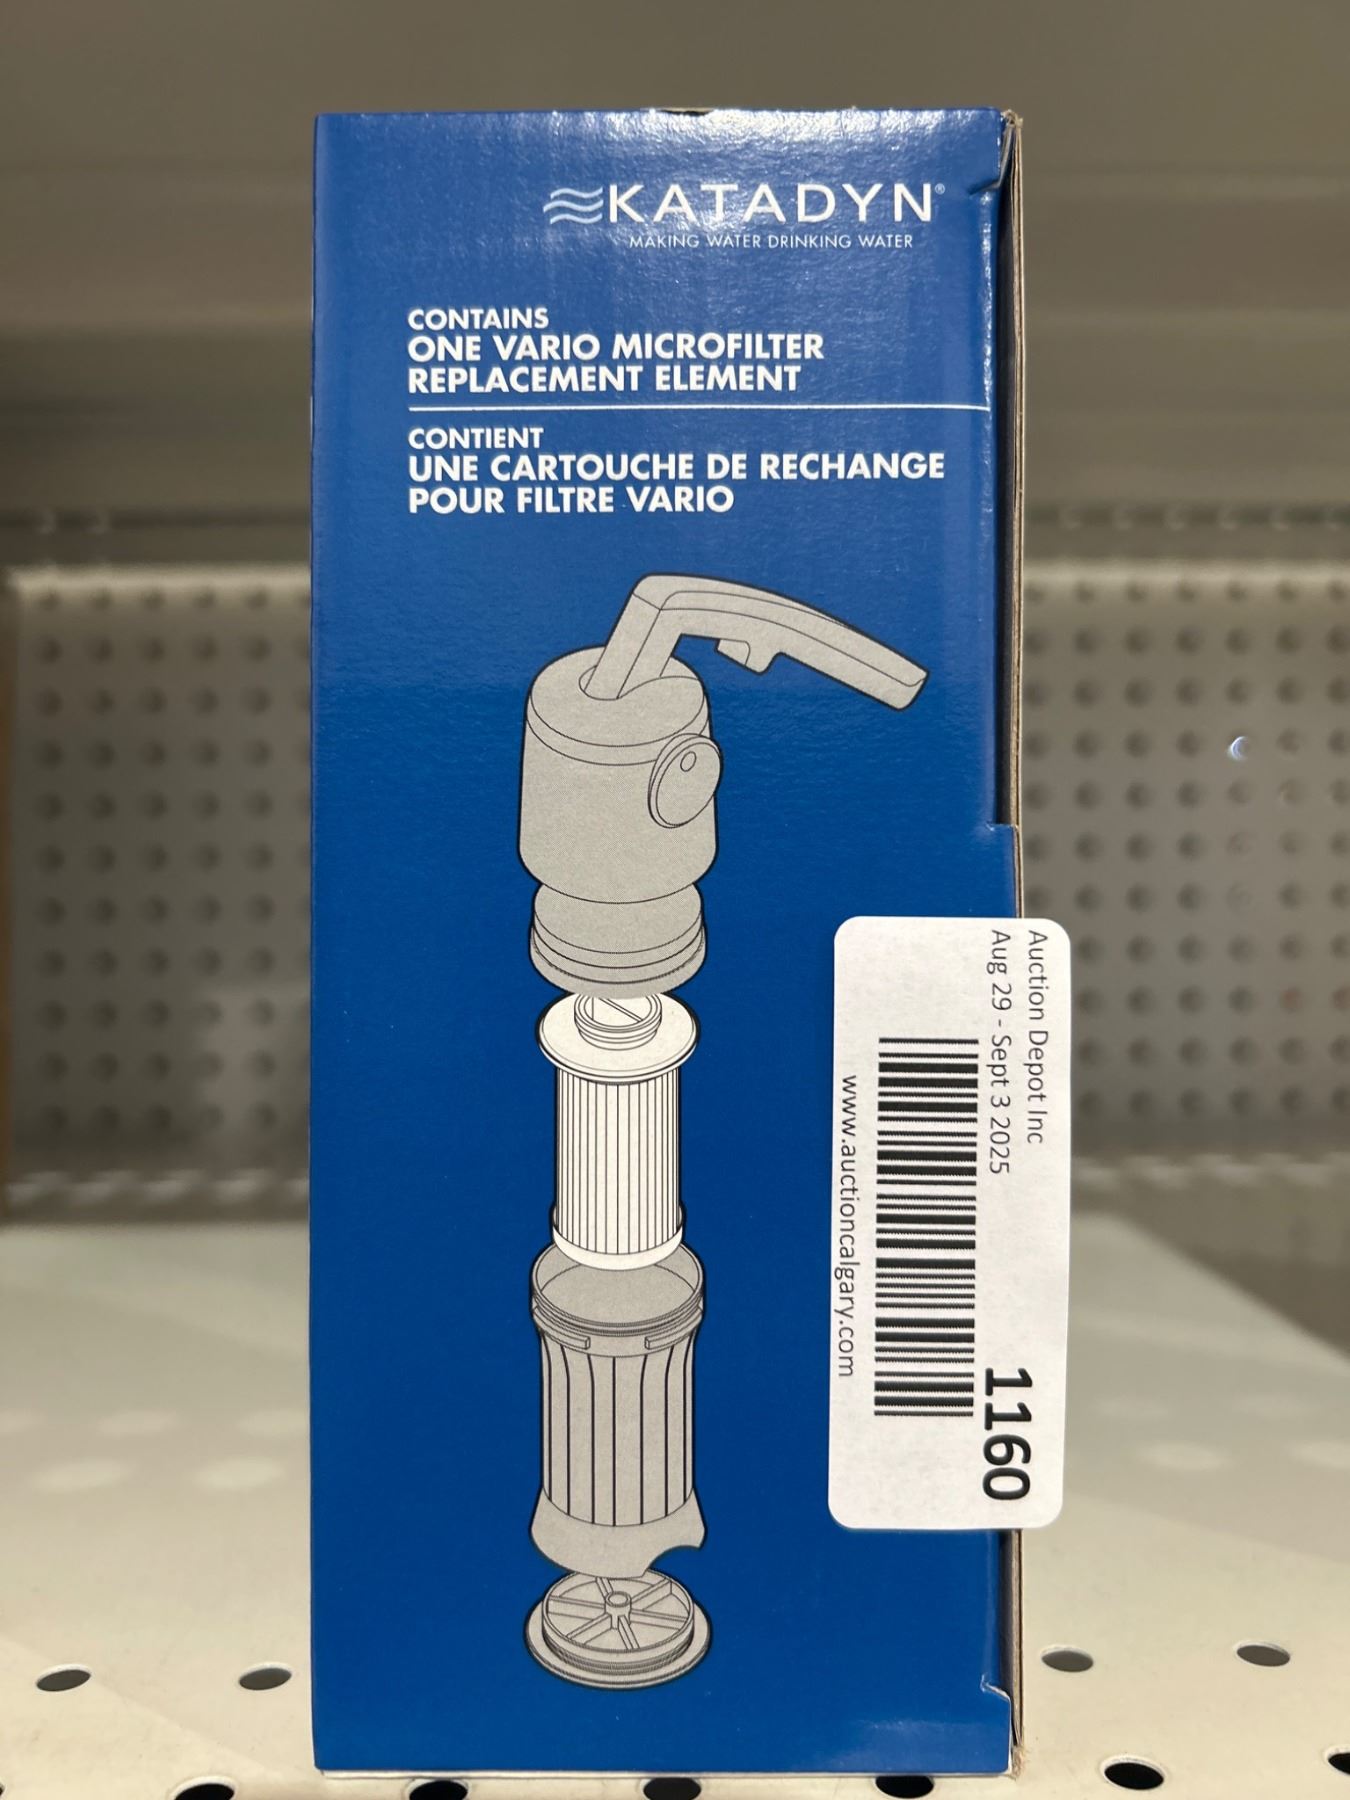 KATADYN®
MAKING WATER DRINKING WATER
CONTAINS
ONE VARIO MICROFILTER
REPLACEMENT ELEMENT
CONTIENT
UNE CARTOUCHE DE RECHANGE
POUR FILTRE VARIO
Auction Depot Inc
Aug 29 - Sept 3 2025
1160
www.auctioncalgary.com